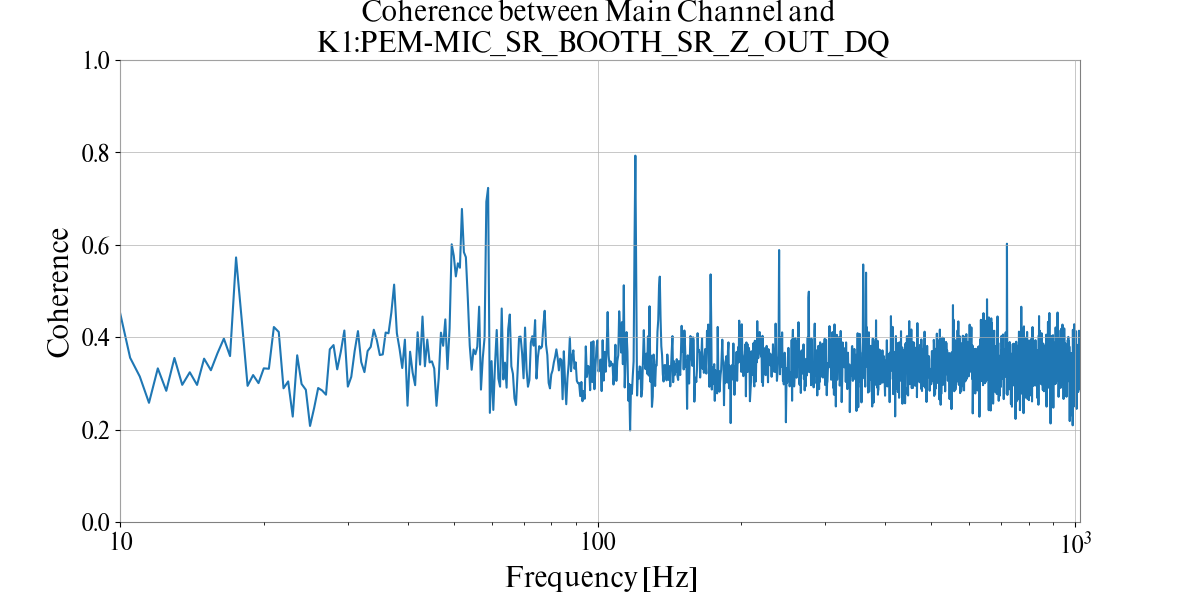 Coherence between Main Channel and
K1:PEM-MIC_SR_BOOTH_SR_Z_OUT_DQ
1.0
0.8
0.6
0.4
0.2
0.0
Coherence
10
100
10³
Frequency [Hz]